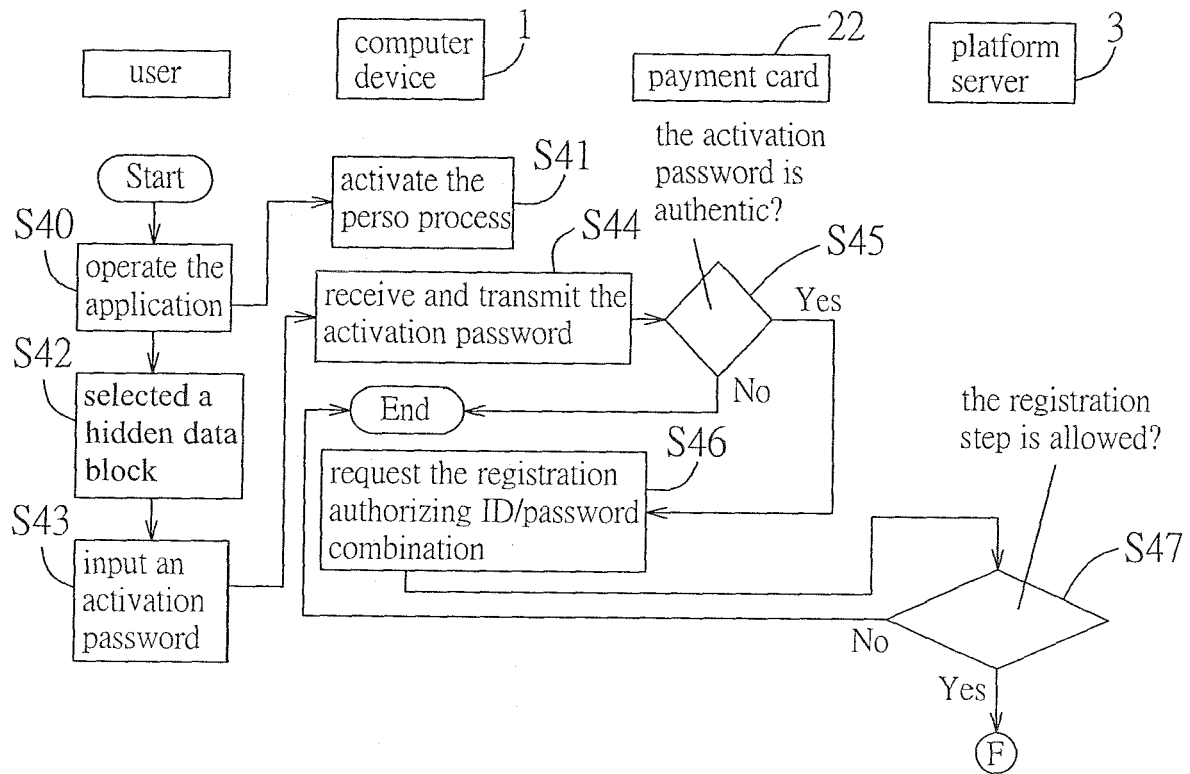 user
computer
device
1
payment card
22
platform
server
3
Start
S40
operate the
application
S41
activate the
perso process
S42
selected a
hidden data
block
S43
input an
activation
password
S44
receive and transmit the
activation password
the activation
password is
authentic?
S45
Yes
No
End
S46
request the registration
authorizing ID/password
combination
the registration
step is allowed?
S47
No
Yes
F